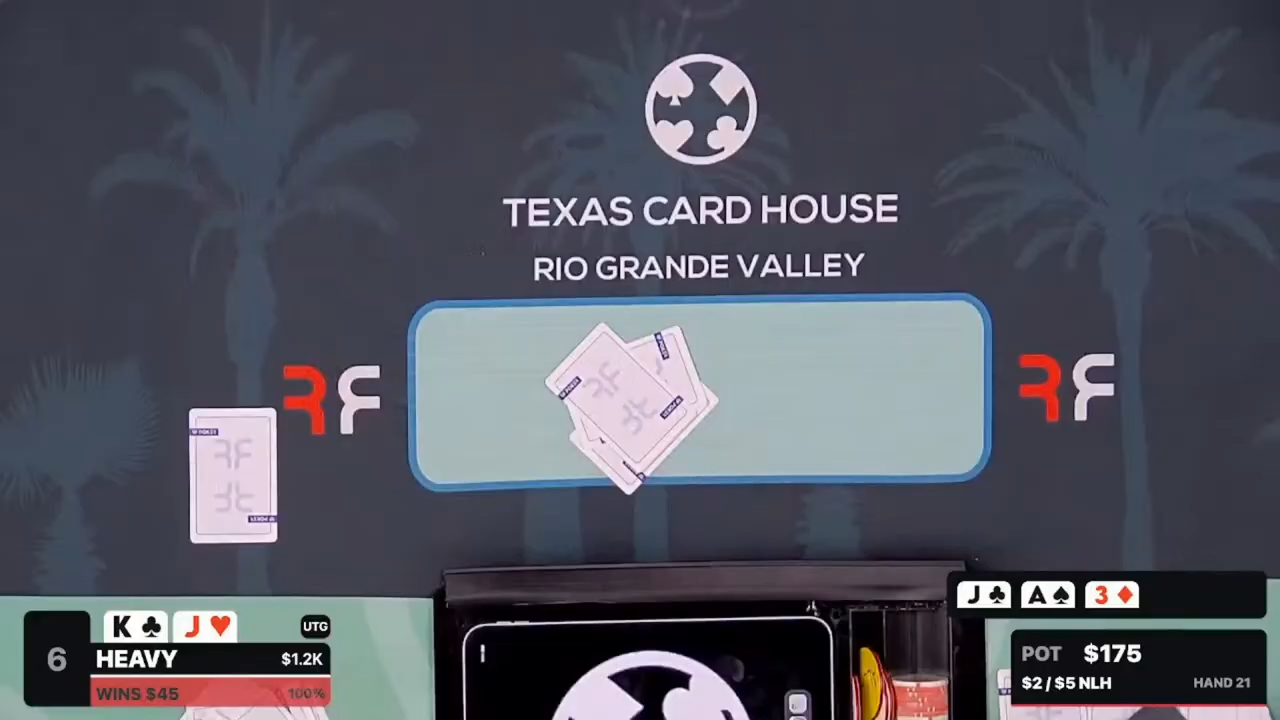 TEXAS CARD HOUSE
RIO GRANDE VALLEY
RF
RF
J♣ A♠ 3♦
K♣ J♥ UTG
6 HEAVY $1.2K
WINS $45 100%
POT $175
$2 / $5 NLH HAND 21